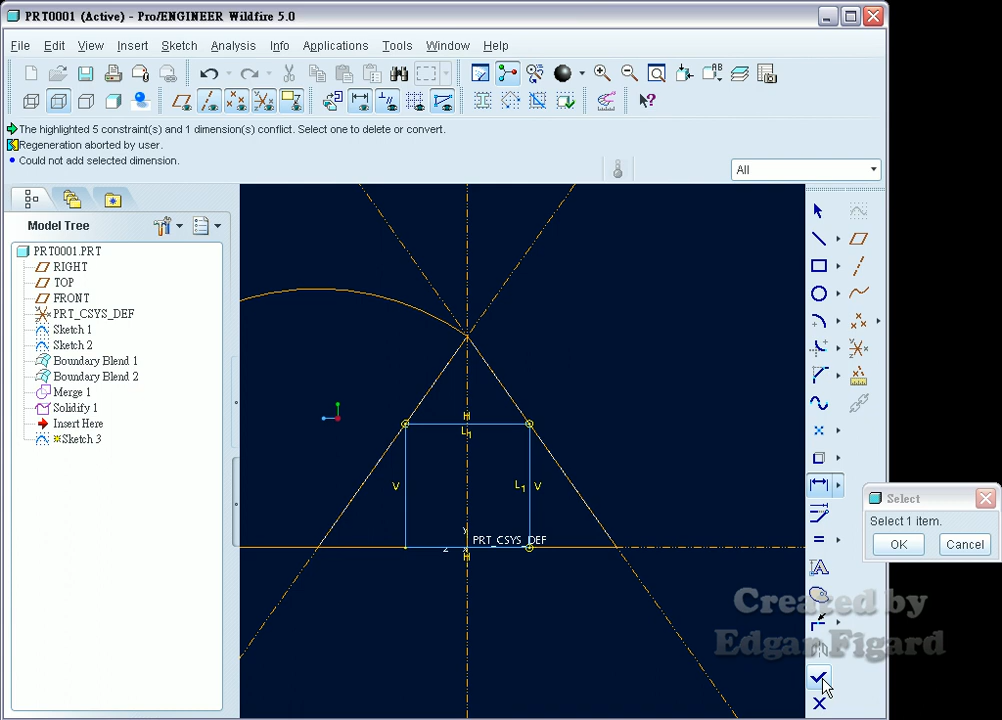 PRT0001 (Active) - Pro/ENGINEER Wildfire 5.0
File Edit View Insert Sketch Analysis Info Applications Tools Window Help
The highlighted 5 constraint(s) and 1 dimension(s) conflict. Select one to delete or convert.
Regeneration aborted by user.
Could not add selected dimension.
All
Model Tree
PRT0001.PRT
RIGHT
TOP
FRONT
PRT_CSYS_DEF
Sketch 1
Sketch 2
Boundary Blend 1
Boundary Blend 2
Merge 1
Solidify 1
Insert Here
Sketch 3
H
L1
V
L1 V
y
PRT_CSYS_DEF
z x
H
Select
Select 1 item.
OK Cancel
Created by
Edgar Figard